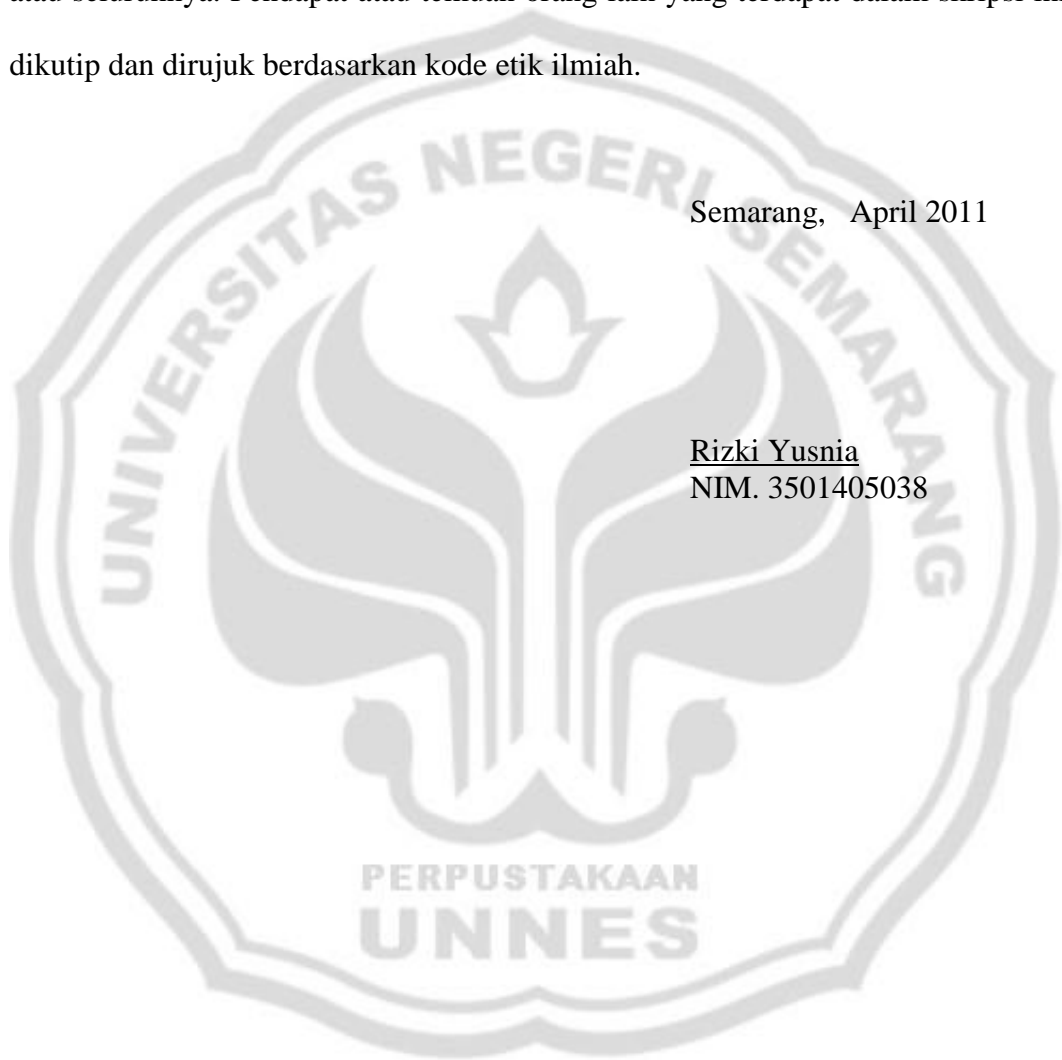 dikutip dan dirujuk berdasarkan kode etik ilmiah.
UNIVERSITAS NEGERI SEMARANG
Semarang, April 2011
Rizki Yusnia
NIM. 3501405038
PERPUSTAKAAN
UNNES